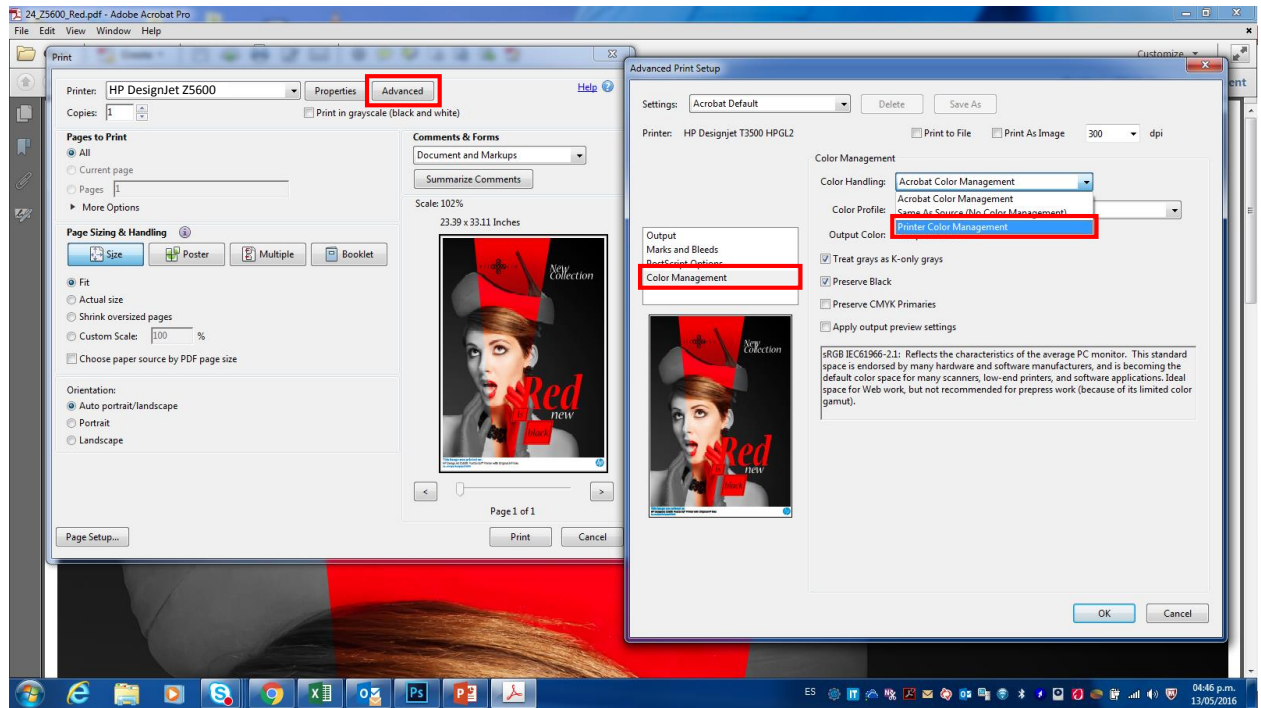 24_Z5600_Red.pdf - Adobe Acrobat Pro
File Edit View Window Help
Customize
Print
Printer: HP DesignJet Z5600 Properties Advanced Help
Copies: 1 Print in grayscale (black and white)
Pages to Print
All
Current page
Pages 1
More Options
Page Sizing & Handling
Size Poster Multiple Booklet
Fit
Actual size
Shrink oversized pages
Custom Scale: 100 %
Choose paper source by PDF page size
Orientation:
Auto portrait/landscape
Portrait
Landscape
Comments & Forms
Document and Markups
Summarize Comments
Scale: 102%
23.39 x 33.11 Inches
New
Collection
Red
is
new
black
Page 1 of 1
Page Setup... Print Cancel
Advanced Print Setup
Settings: Acrobat Default Delete Save As
Printer: HP Designjet T3500 HPGL2 Print to File Print As Image 300 dpi
Output
Marks and Bleeds
PostScript Options
Color Management
New
Collection
Red
is
new
black
Color Management
Color Handling: Acrobat Color Management
Acrobat Color Management
Same As Source (No Color Management)
Printer Color Management
Color Profile:
Output Color:
Treat grays as K-only grays
Preserve Black
Preserve CMYK Primaries
Apply output preview settings
sRGB IEC61966-2.1: Reflects the characteristics of the average PC monitor. This standard
space is endorsed by many hardware and software manufacturers, and is becoming the
default color space for many scanners, low-end printers, and software applications. Ideal
space for Web work, but not recommended for prepress work (because of its limited color
gamut).
OK Cancel
ES 04:46 p.m.
13/05/2016